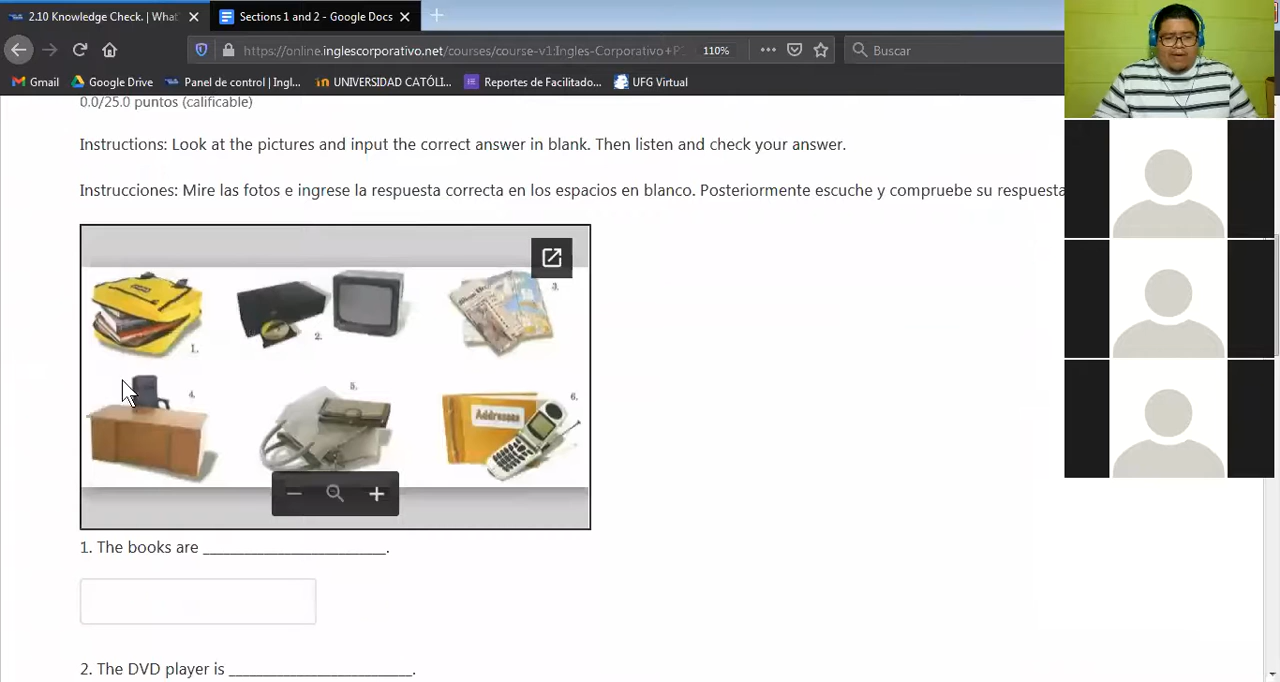 2.10 Knowledge Check. | What
Sections 1 and 2 - Google Docs
https://online.inglescorporativo.net/courses/course-v1:Ingles-Corporativo+P
110%
Buscar
Gmail
Google Drive
Panel de control | Ingl...
UNIVERSIDAD CATÓLI...
Reportes de Facilitado...
UFG Virtual
0.0/25.0 puntos (calificable)
Instructions: Look at the pictures and input the correct answer in blank. Then listen and check your answer.
Instrucciones: Mire las fotos e ingrese la respuesta correcta en los espacios en blanco. Posteriormente escuche y compruebe su respuesta
1.
2.
3.
4.
5.
6.
Addresses
1. The books are ________________________.
2. The DVD player is ________________________.